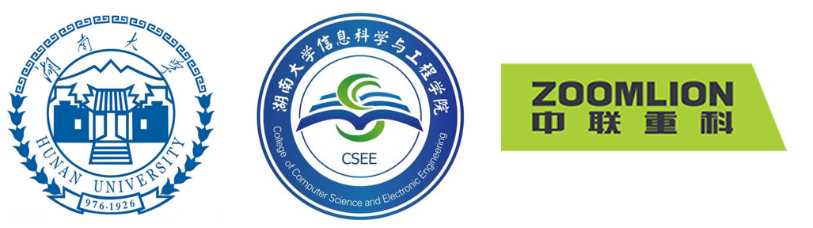 湖南大学
HUNAN UNIVERSITY
976-1926
湖南大学信息科学与工程学院
CSEE
College of Computer Science and Electronic Engineering
ZOOMLION
中联重科